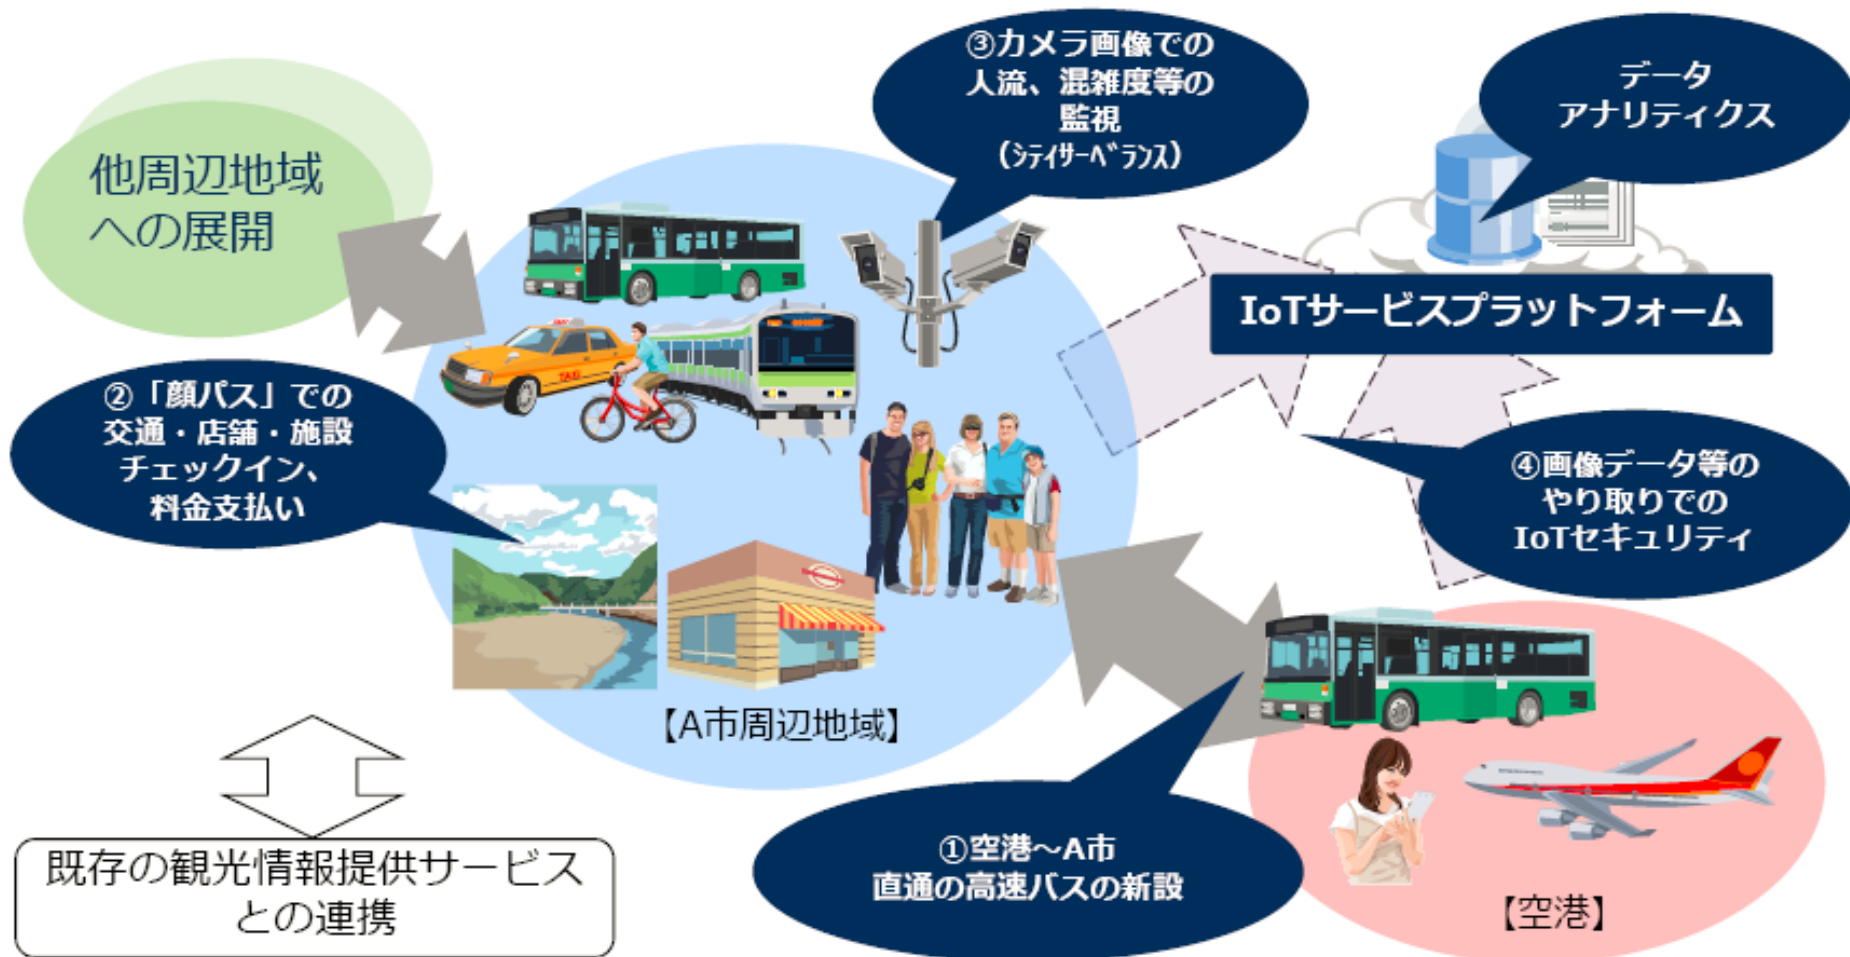 ③カメラ画像での
人流、混雑度等の
監視
(ｼﾃｨｻｰﾍﾞﾗﾝｽ)
データ
アナリティクス
他周辺地域
への展開
IoTサービスプラットフォーム
②「顔パス」での
交通・店舗・施設
チェックイン、
料金支払い
TAXI
④画像データ等の
やり取りでの
IoTセキュリティ
【A市周辺地域】
①空港～A市
直通の高速バスの新設
既存の観光情報提供サービス
との連携
【空港】